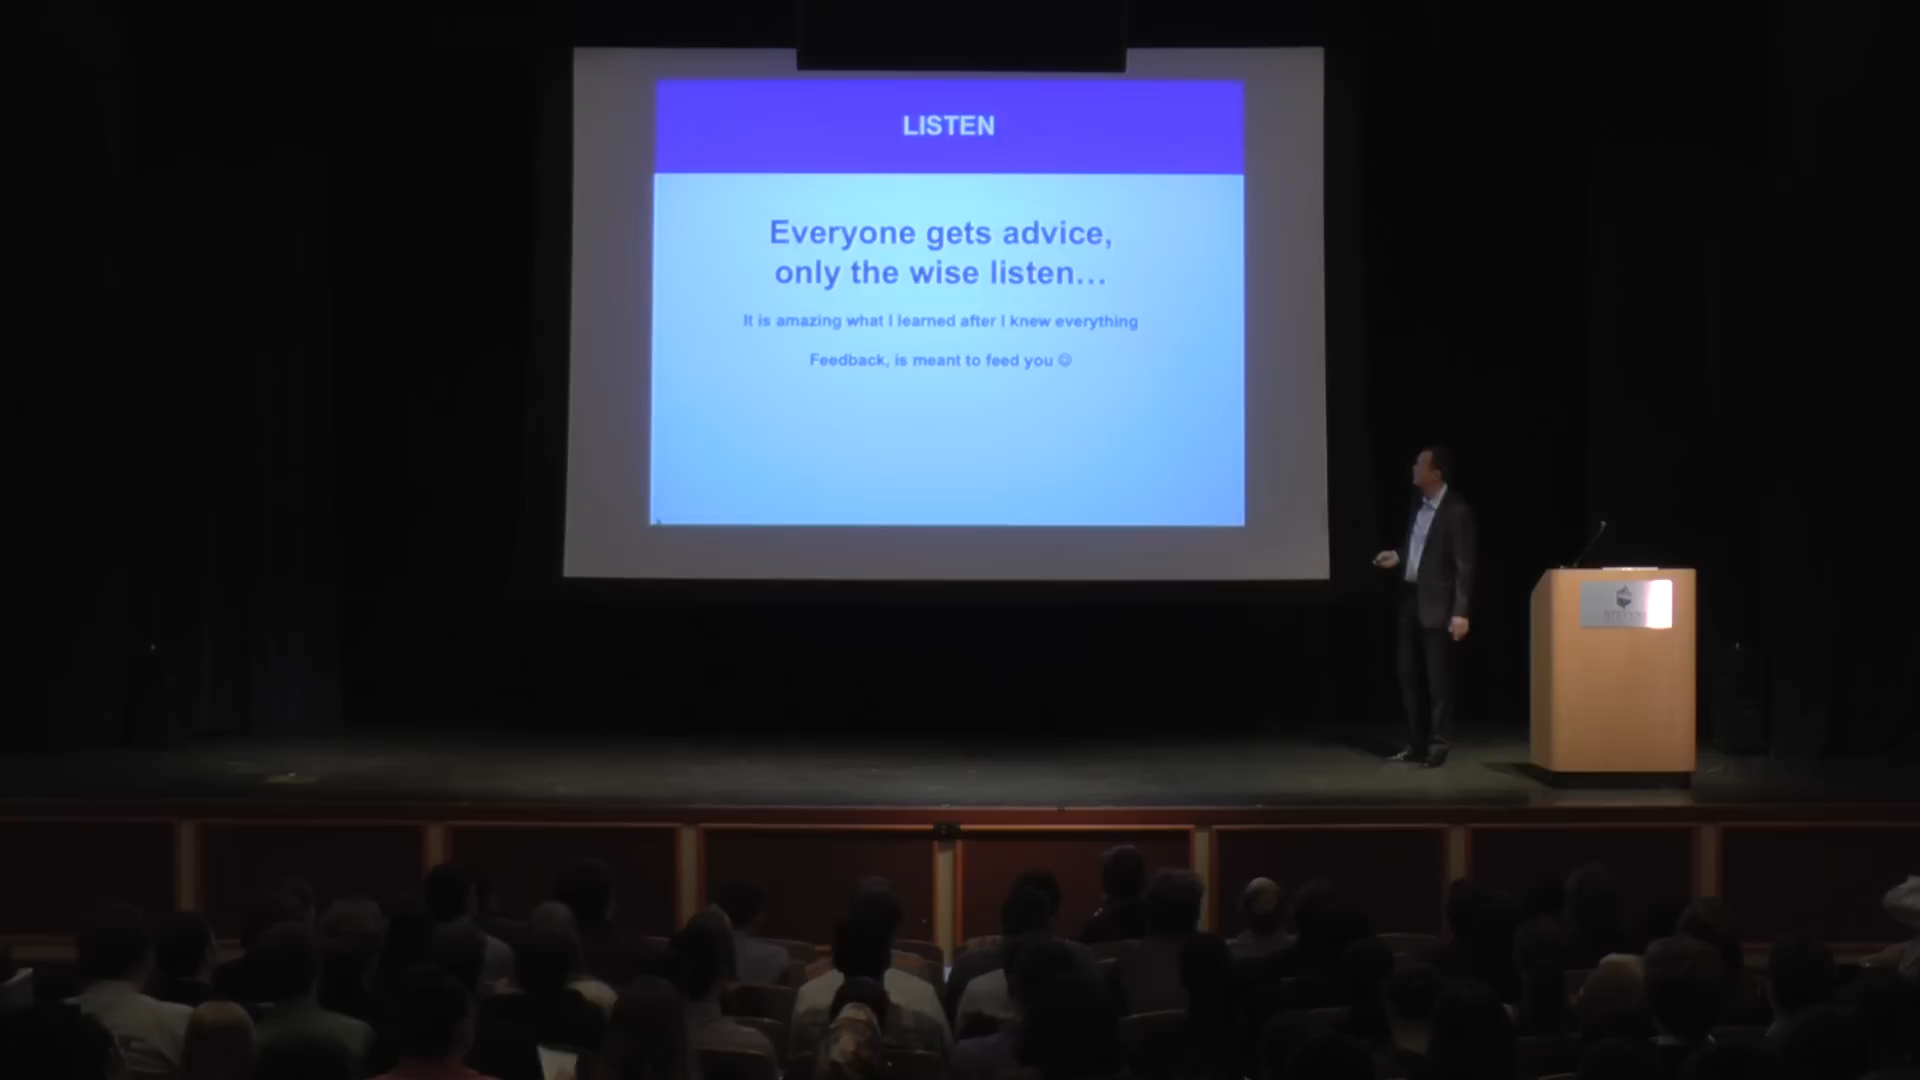 LISTEN
Everyone gets advice,
only the wise listen...
It is amazing what I learned after I knew everything
Feedback, is meant to feed you ☺